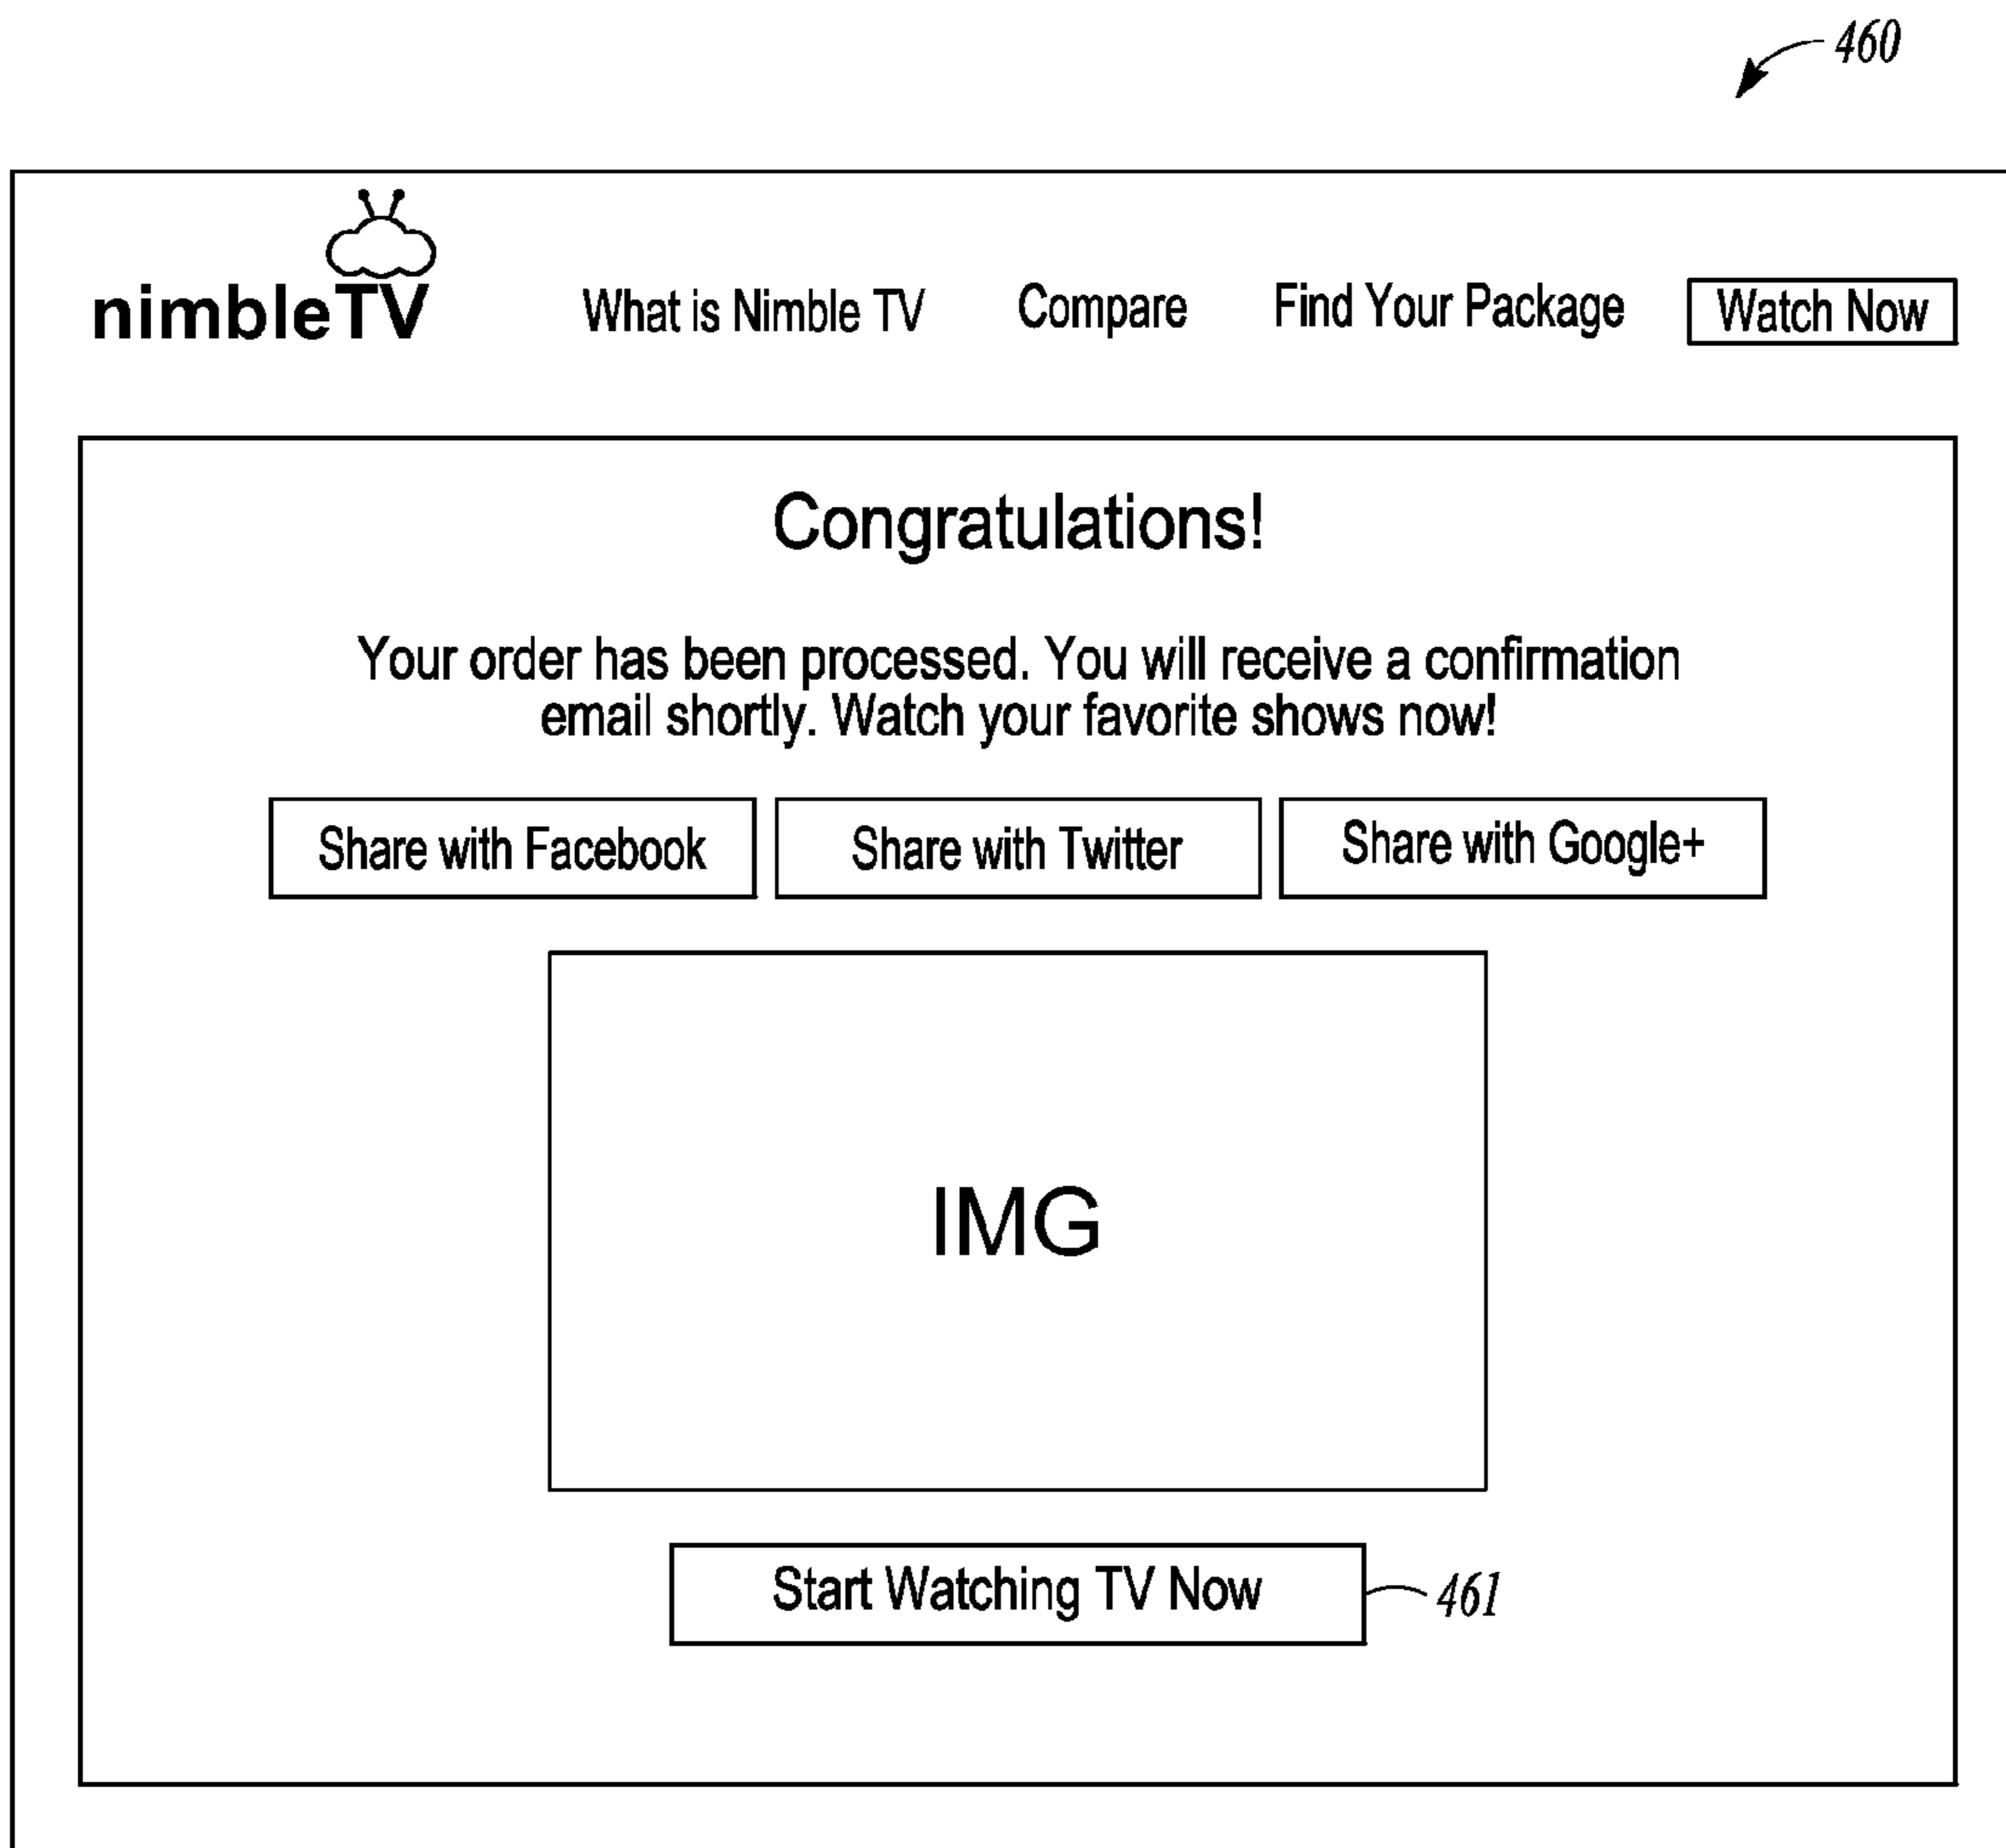 460
nimbleTV What is Nimble TV Compare Find Your Package Watch Now
Congratulations!
Your order has been processed. You will receive a confirmation
email shortly. Watch your favorite shows now!
Share with Facebook Share with Twitter Share with Google+
IMG
Start Watching TV Now 461